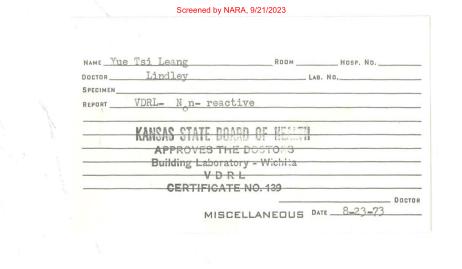 Screened by NARA, 9/21/2023
NAME Yue Tsi Leang ROOM HOSP. NO.
DOCTOR Lindley LAB. NO.
SPECIMEN
REPORT VDRL- Non- reactive
KANSAS STATE BOARD OF HEALTH
APPROVES THE DOCTORS
Building Laboratory - Wichita
V D R L
CERTIFICATE NO. 139
DOCTOR
MISCELLANEOUS DATE 8-23-73